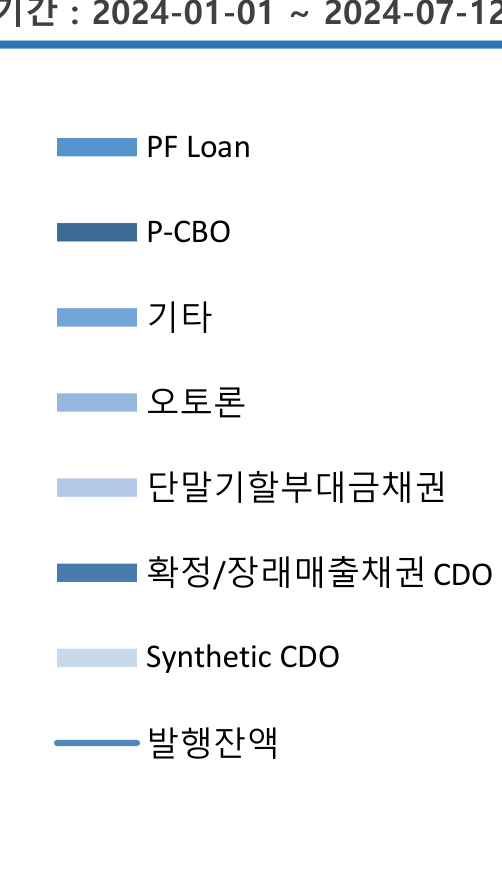 기간 : 2024-01-01 ~ 2024-07-12
PF Loan
P-CBO
기타
오토론
단말기할부대금채권
확정/장래매출채권 CDO
Synthetic CDO
발행잔액